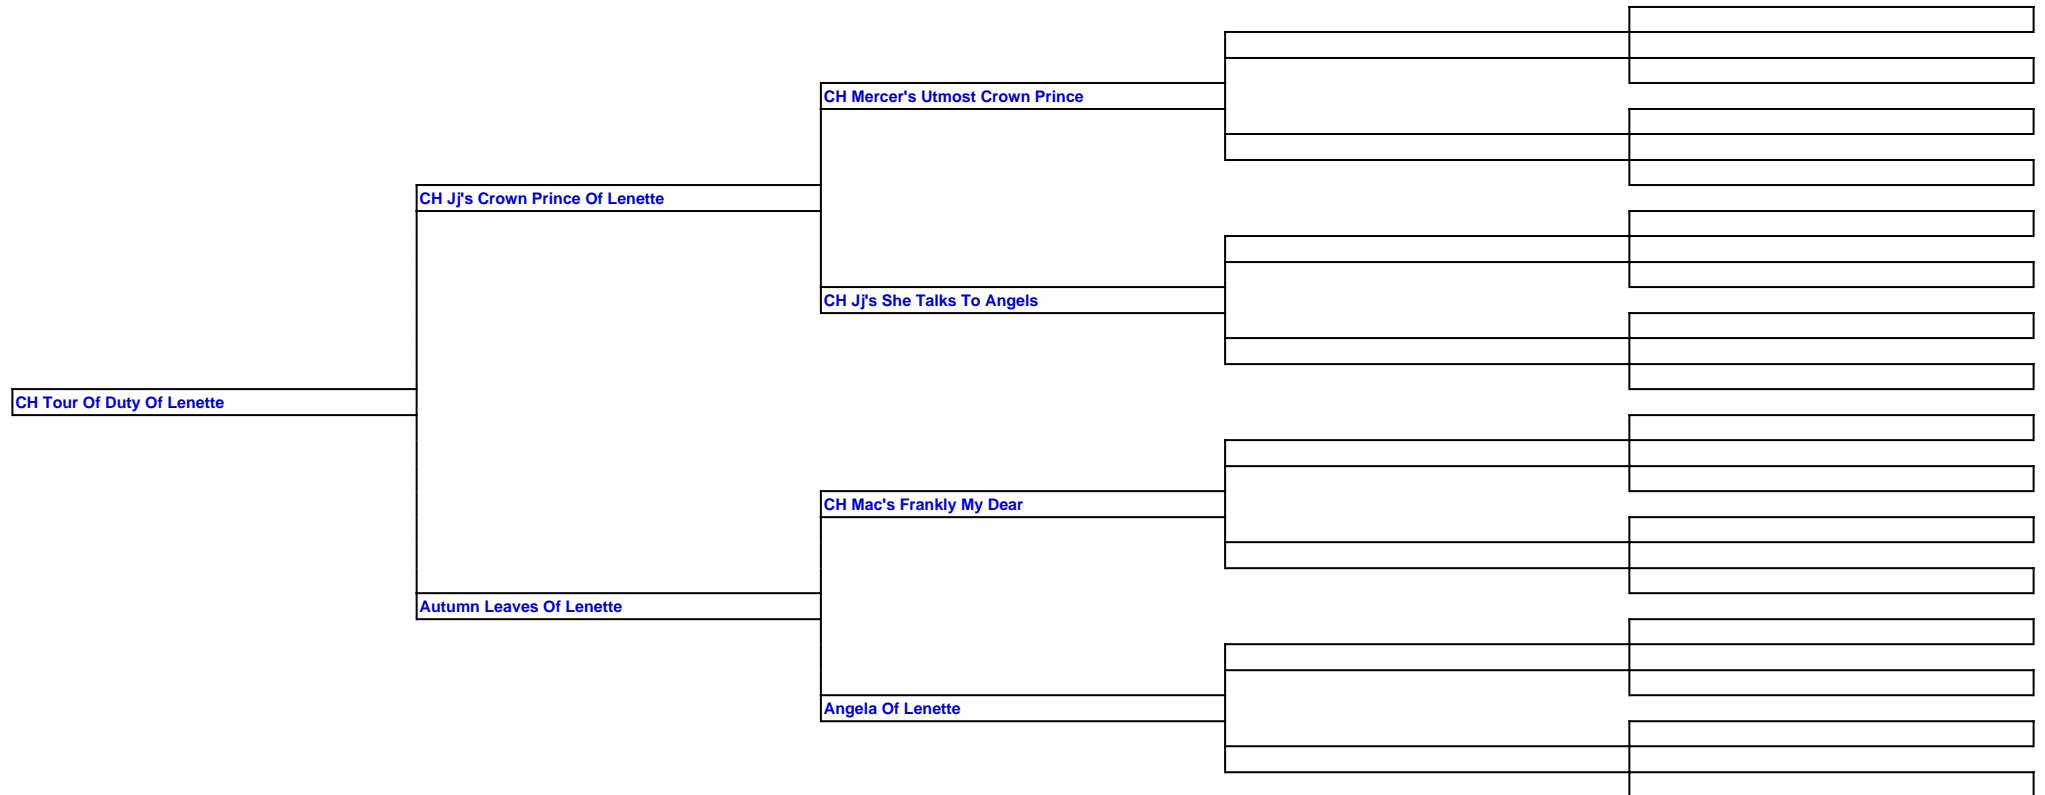 CH Mercer's Utmost Crown Prince
CH Jj's Crown Prince Of Lenette
CH Jj's She Talks To Angels
CH Tour Of Duty Of Lenette
CH Mac's Frankly My Dear
Autumn Leaves Of Lenette
Angela Of Lenette